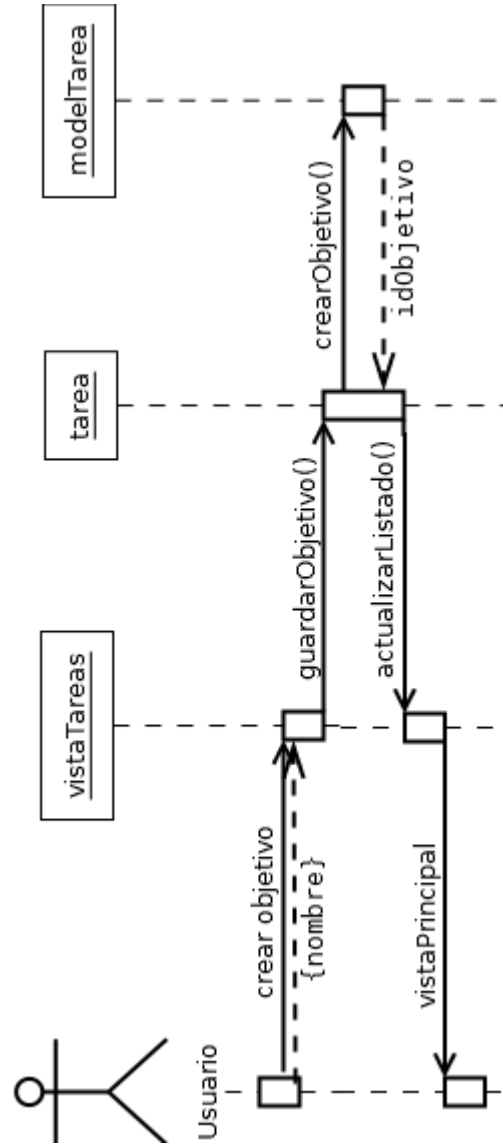 Usuario
vistaTareas
tarea
modelTarea
crear objetivo
{nombre}
guardarObjetivo()
crearObjetivo()
idObjetivo
actualizarListado()
vistaPrincipal